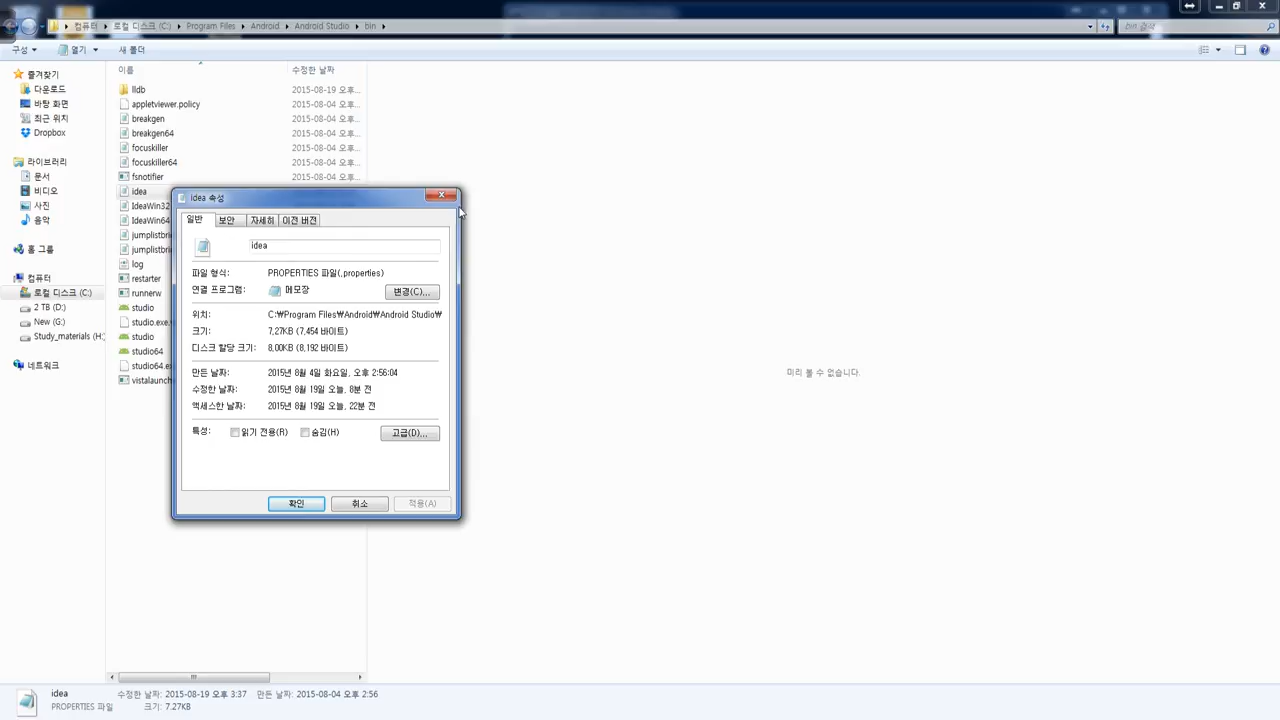 컴퓨터 ▸ 로컬 디스크 (C:) ▸ Program Files ▸ Android ▸ Android Studio ▸ bin ▸
bin 검색
구성 열기 새 폴더
즐겨찾기
다운로드
바탕 화면
최근 위치
Dropbox
라이브러리
문서
비디오
사진
음악
홈 그룹
컴퓨터
로컬 디스크 (C:)
2 TB (D:)
New (G:)
Study_materials (H:
네트워크
이름 수정한 날짜
lldb 2015-08-19 오후...
appletviewer.policy 2015-08-04 오후...
breakgen 2015-08-04 오후...
breakgen64 2015-08-04 오후...
focuskiller 2015-08-04 오후...
focuskiller64 2015-08-04 오후...
fsnotifier 2015-08-04 오후...
idea
IdeaWin32
IdeaWin64
jumplistbri
jumplistbri
log
restarter
runnerw
studio
studio.exe.v
studio
studio64
studio64.ex
vistalaunch
idea 속성
일반 보안 자세히 이전 버전
idea
파일 형식: PROPERTIES 파일(.properties)
연결 프로그램: 메모장 변경(C)...
위치: C:₩Program Files₩Android₩Android Studio₩
크기: 7.27KB (7,454 바이트)
디스크 할당 크기: 8.00KB (8,192 바이트)
만든 날짜: 2015년 8월 4일 화요일, 오후 2:56:04
수정한 날짜: 2015년 8월 19일 오늘, 8분 전
액세스한 날짜: 2015년 8월 19일 오늘, 22분 전
특성: 읽기 전용(R) 숨김(H) 고급(D)...
확인 취소 적용(A)
미리 볼 수 없습니다.
idea 수정한 날짜: 2015-08-19 오후 3:37 만든 날짜: 2015-08-04 오후 2:56
PROPERTIES 파일 크기: 7.27KB